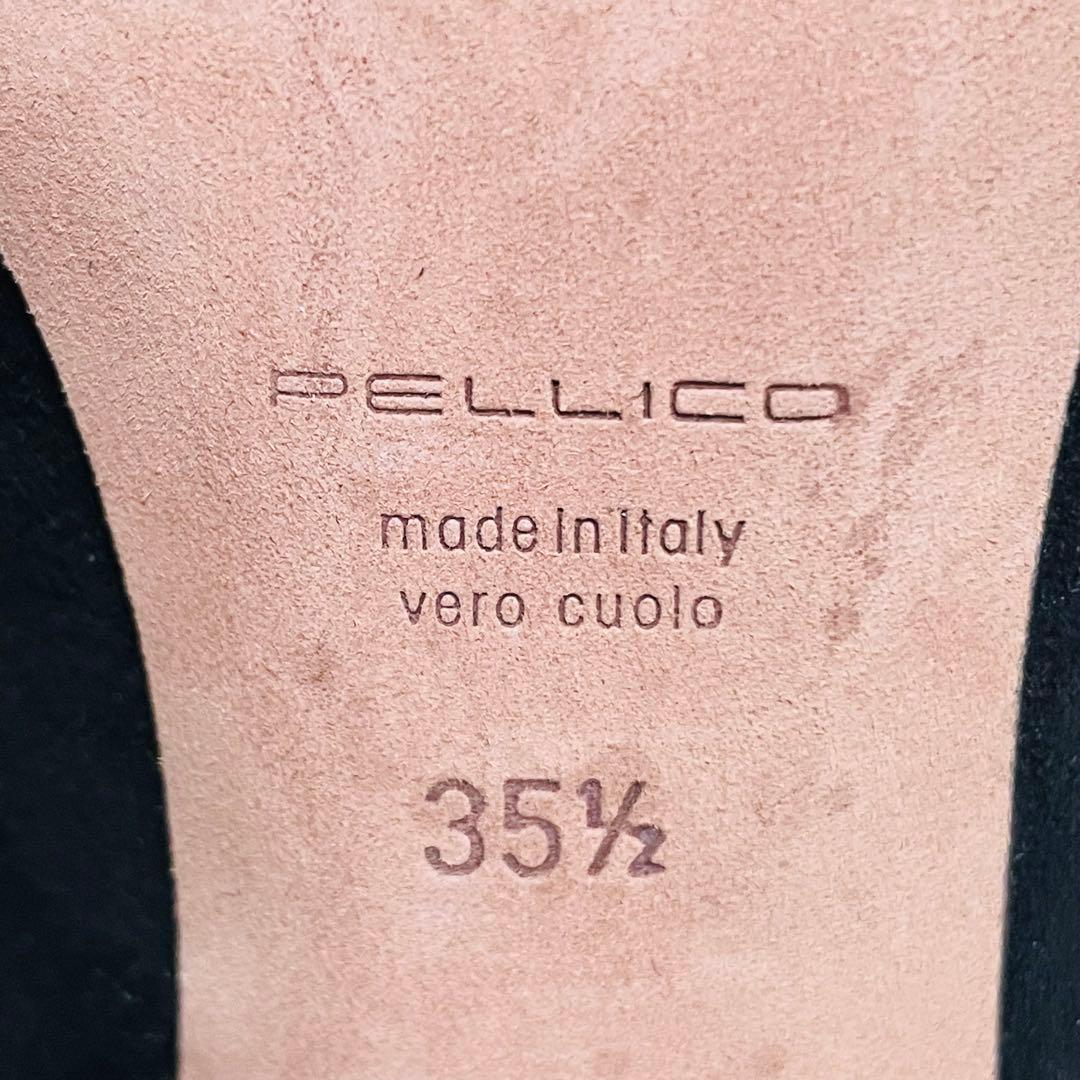 PELLICO
made in italy
vero cuoio
35½